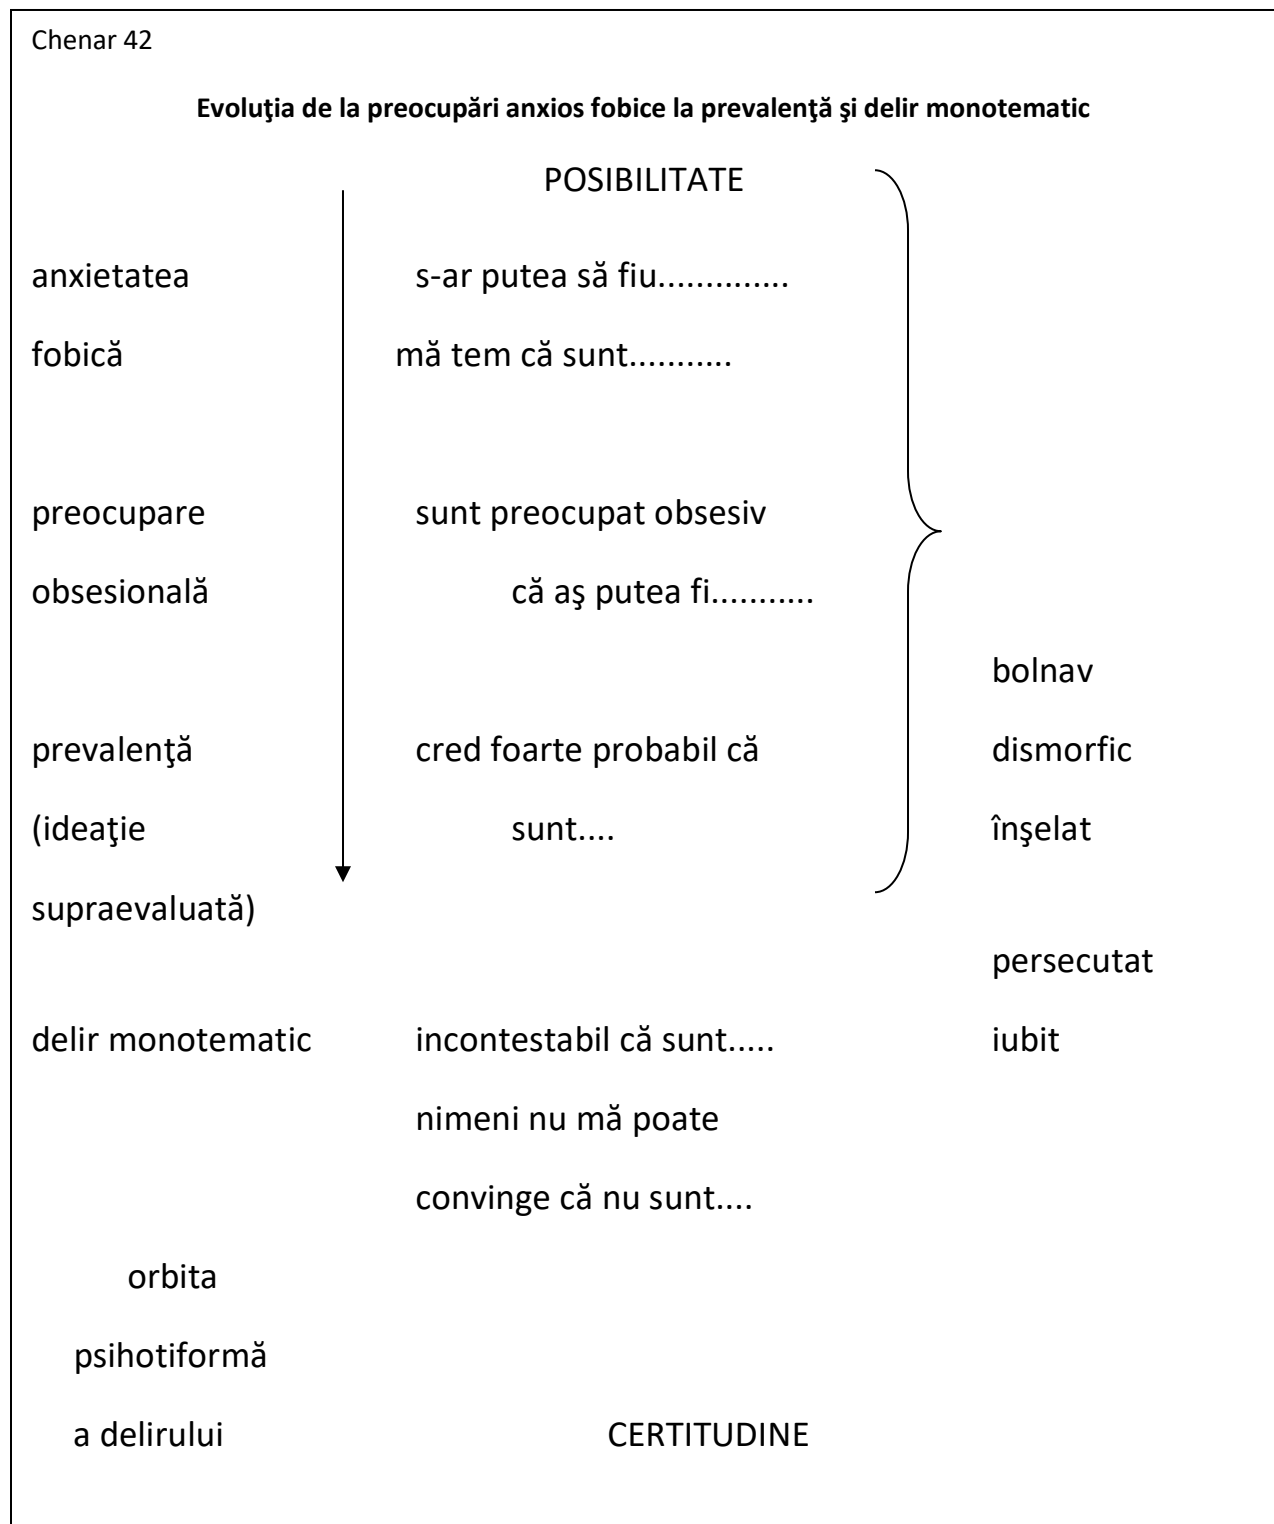 Chenar 42
Evoluţia de la preocupări anxios fobice la prevalenţă şi delir monotematic
POSIBILITATE
anxietatea s-ar putea să fiu..............
fobică mă tem că sunt...........
preocupare sunt preocupat obsesiv
obsesională că aş putea fi...........
bolnav
prevalenţă cred foarte probabil că dismorfic
(ideaţie sunt.... înşelat
supraevaluată)
persecutat
delir monotematic incontestabil că sunt..... iubit
nimeni nu mă poate
convinge că nu sunt....
orbita
psihotiformă
a delirului CERTITUDINE